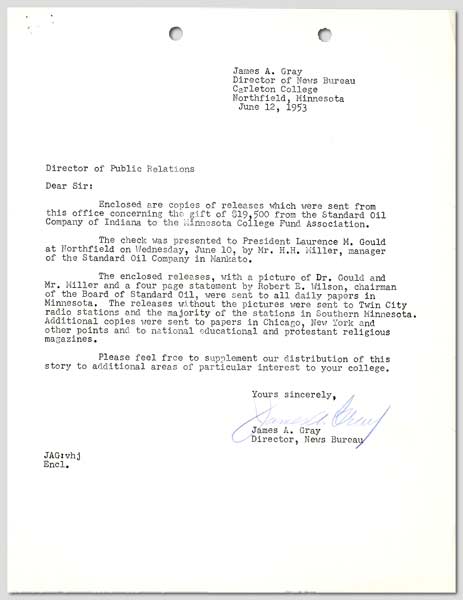 James A. Gray
Director of News Bureau
Carleton College
Northfield, Minnesota
June 12, 1953
Director of Public Relations
Dear Sir:
Enclosed are copies of releases which were sent from
this office concerning the gift of $19,500 from the Standard Oil
Company of Indiana to the Minnesota College Fund Association.
The check was presented to President Laurence M. Gould
at Northfield on Wednesday, June 10, by Mr. H.H. Miller, manager
of the Standard Oil Company in Mankato.
The enclosed releases, with a picture of Dr. Gould and
Mr. Miller and a four page statement by Robert E. Wilson, chairman
of the Board of Standard Oil, were sent to all daily papers in
Minnesota. The releases without the pictures were sent to Twin City
radio stations and the majority of the stations in Southern Minnesota.
Additional copies were sent to papers in Chicago, New York and
other points and to national educational and protestant religious
magazines.
Please feel free to supplement our distribution of this
story to additional areas of particular interest to your college.
Yours sincerely,
James A. Gray
James A. Gray
Director, News Bureau
JAG:vhj
Encl.